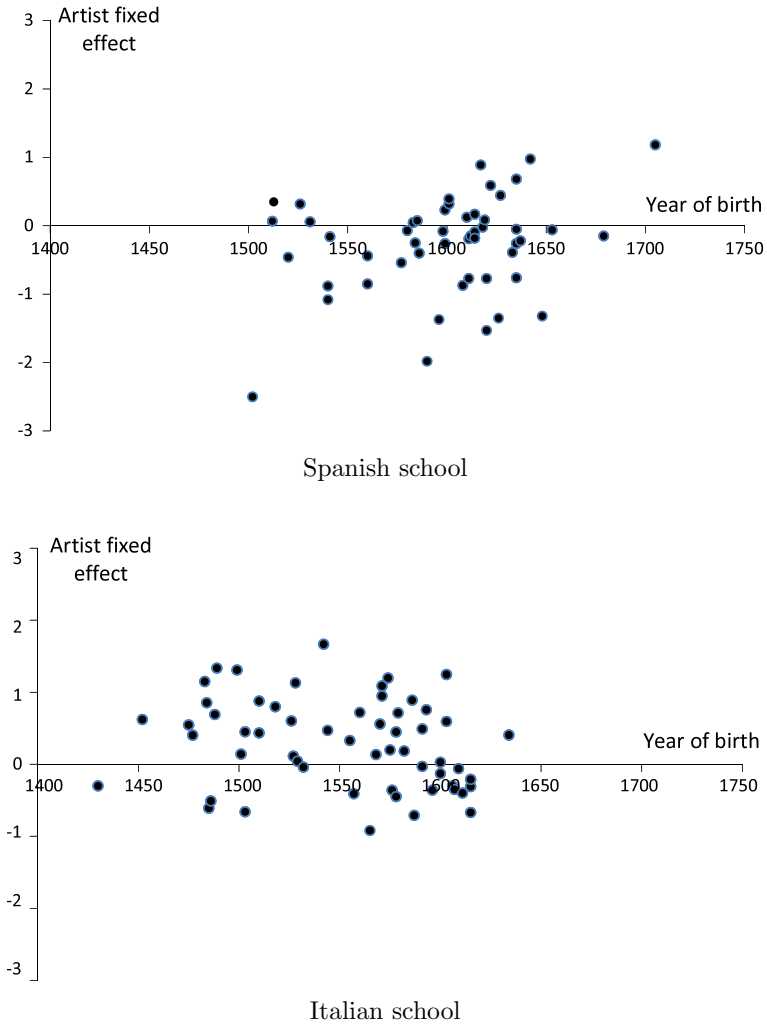 3
Artist fixed
effect
2
1
Year of birth
0
1400 1450 1500 1550 1600 1650 1700 1750
-1
-2
-3
Spanish school
Artist fixed
effect
3
2
1
Year of birth
0
1400 1450 1500 1550 1600 1650 1700 1750
-1
-2
-3
Italian school